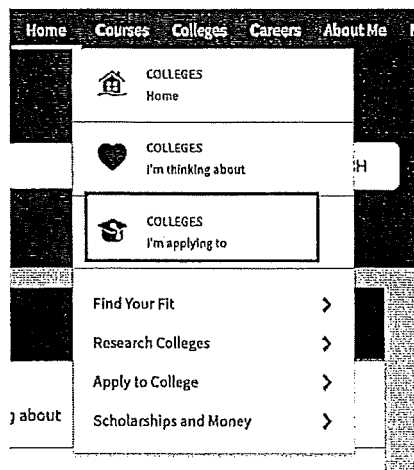 Home Courses Colleges Careers About Me
COLLEGES
Home
COLLEGES
I'm thinking about
H
COLLEGES
I'm applying to
Find Your Fit
Research Colleges
Apply to College
about
Scholarships and Money